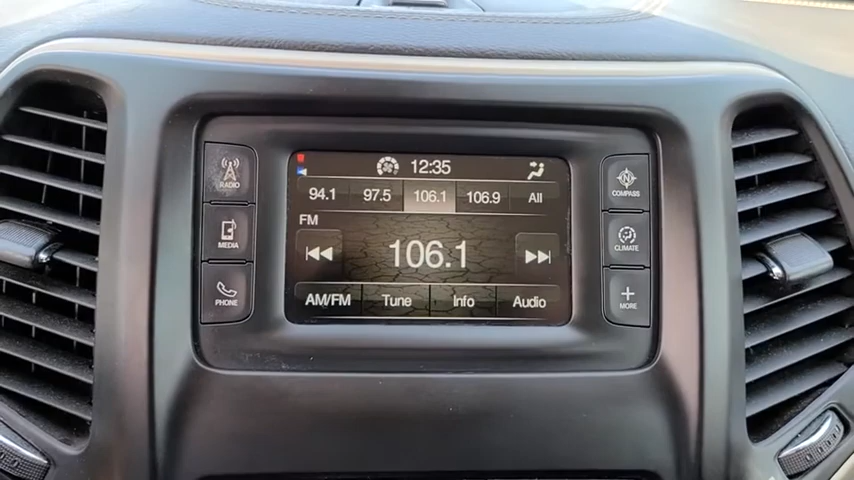 12:35
94.1 97.5 106.1 106.9 All
FM
106.1
AM/FM Tune Info Audio
RADIO
MEDIA
PHONE
N
COMPASS
CLIMATE
MORE